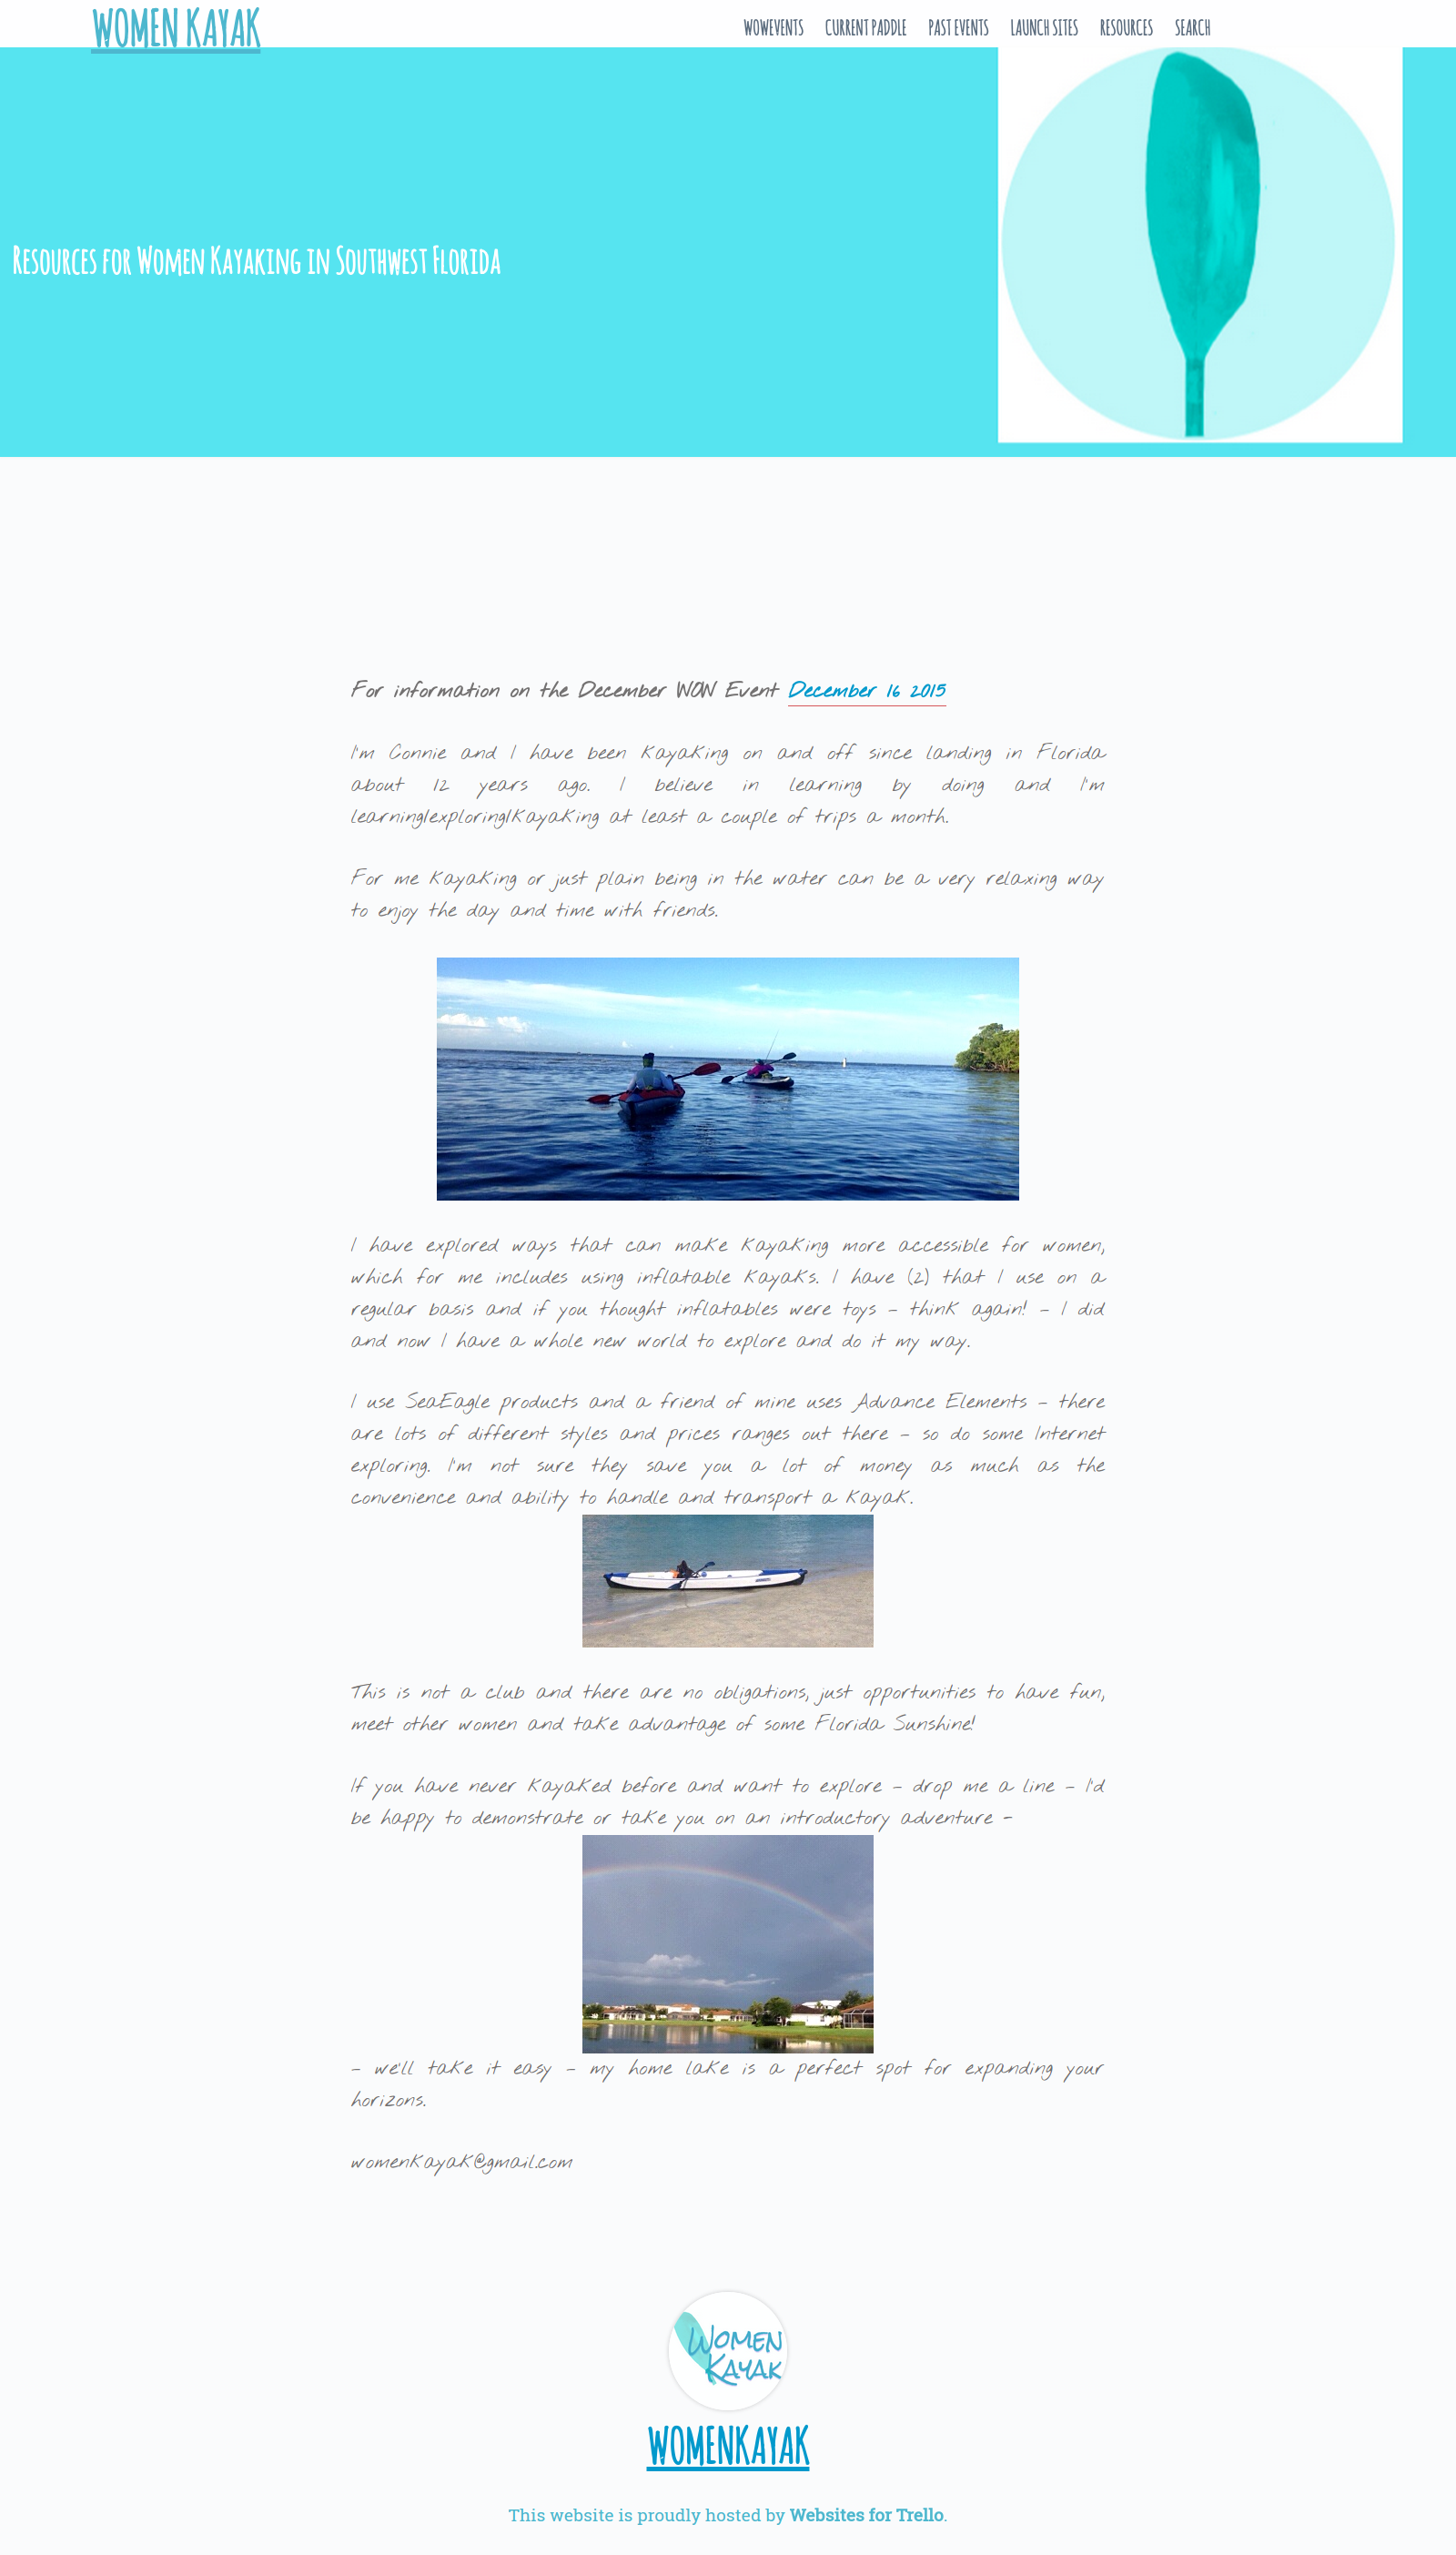 WOMEN KAYAK
WOWEVENTS CURRENT PADDLE PAST EVENTS LAUNCH SITES RESOURCES SEARCH
Resources for Women Kayaking in Southwest Florida
For information on the December WOW Event December 16 2015
I'm Connie and I have been kayaking on and off since landing in Florida
about 12 years ago. I believe in learning by doing and I'm
learning/exploring/kayaking at least a couple of trips a month.
For me kayaking or just plain being in the water can be a very relaxing way
to enjoy the day and time with friends.
I have explored ways that can make kayaking more accessible for women,
which for me includes using inflatable kayaks. I have (2) that I use on a
regular basis and if you thought inflatables were toys - think again! - I did
and now I have a whole new world to explore and do it my way.
I use SeaEagle products and a friend of mine uses Advance Elements - there
are lots of different styles and prices ranges out there - so do some Internet
exploring. I'm not sure they save you a lot of money as much as the
convenience and ability to handle and transport a kayak.
This is not a club and there are no obligations, just opportunities to have fun,
meet other women and take advantage of some Florida Sunshine!
If you have never kayaked before and want to explore - drop me a line - I'd
be happy to demonstrate or take you on an introductory adventure -
- we'll take it easy - my home lake is a perfect spot for expanding your
horizons.
womenkayak@gmail.com
Women
Kayak
WOMENKAYAK
This website is proudly hosted by Websites for Trello.